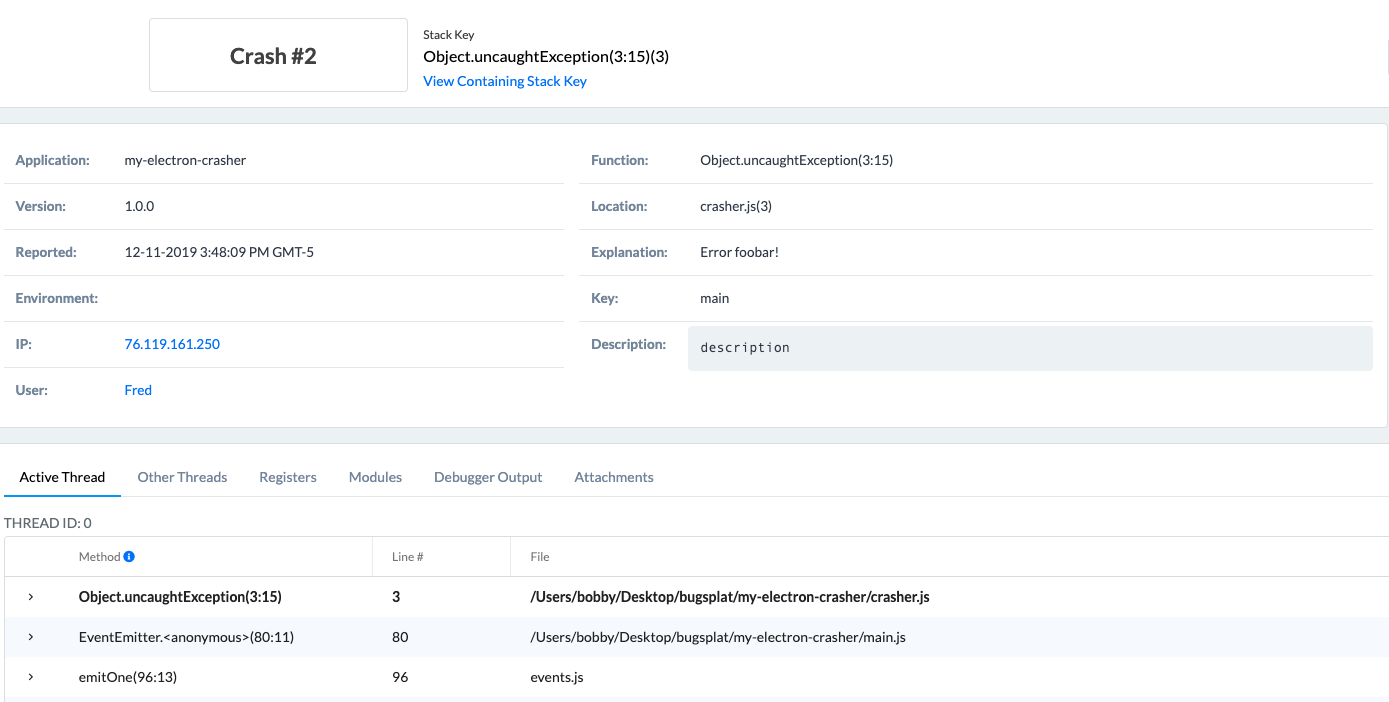 Crash #2
Stack Key
Object.uncaughtException(3:15)(3)
View Containing Stack Key
Application: my-electron-crasher
Version: 1.0.0
Reported: 12-11-2019 3:48:09 PM GMT-5
Environment:
IP: 76.119.161.250
User: Fred
Function: Object.uncaughtException(3:15)
Location: crasher.js(3)
Explanation: Error foobar!
Key: main
Description: description
Active Thread Other Threads Registers Modules Debugger Output Attachments
THREAD ID: 0
Method Line # File
Object.uncaughtException(3:15) 3 /Users/bobby/Desktop/bugsplat/my-electron-crasher/crasher.js
EventEmitter.<anonymous>(80:11) 80 /Users/bobby/Desktop/bugsplat/my-electron-crasher/main.js
emitOne(96:13) 96 events.js